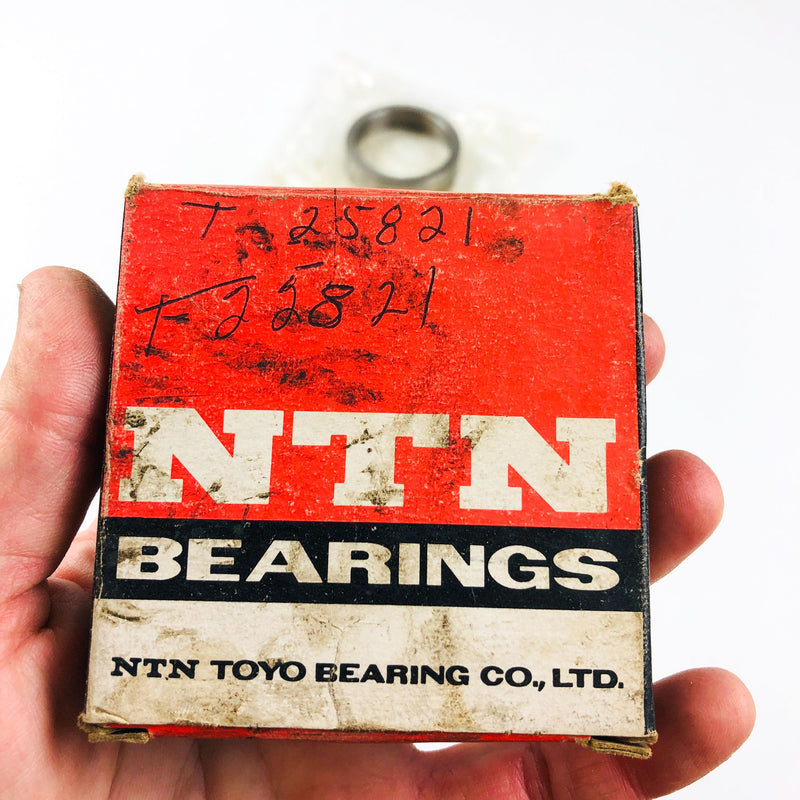 T 25821
T-25821
NTN
BEARINGS
NTN TOYO BEARING CO., LTD.